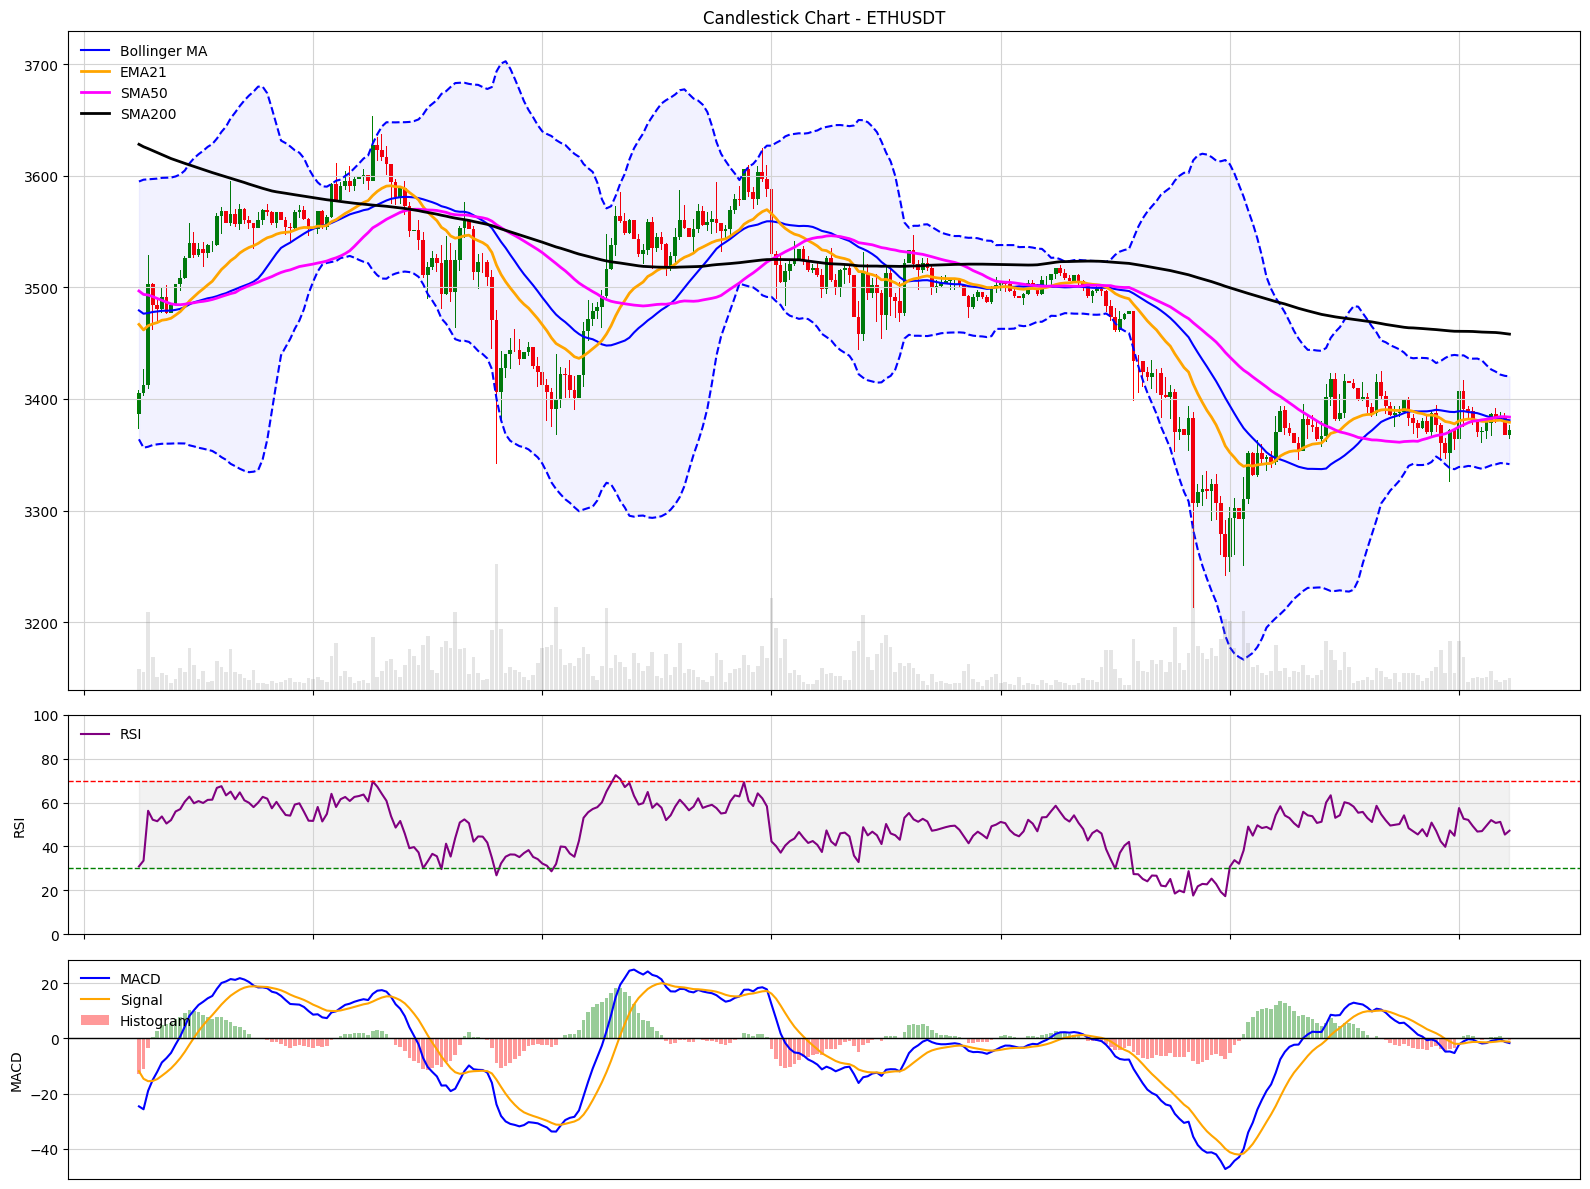 Candlestick Chart - ETHUSDT
Bollinger MA
EMA21
SMA50
SMA200
3700
3600
3500
3400
3300
3200
RSI
100
80
60
40
20
0
RSI
MACD
Signal
Histogram
20
0
−20
−40
MACD